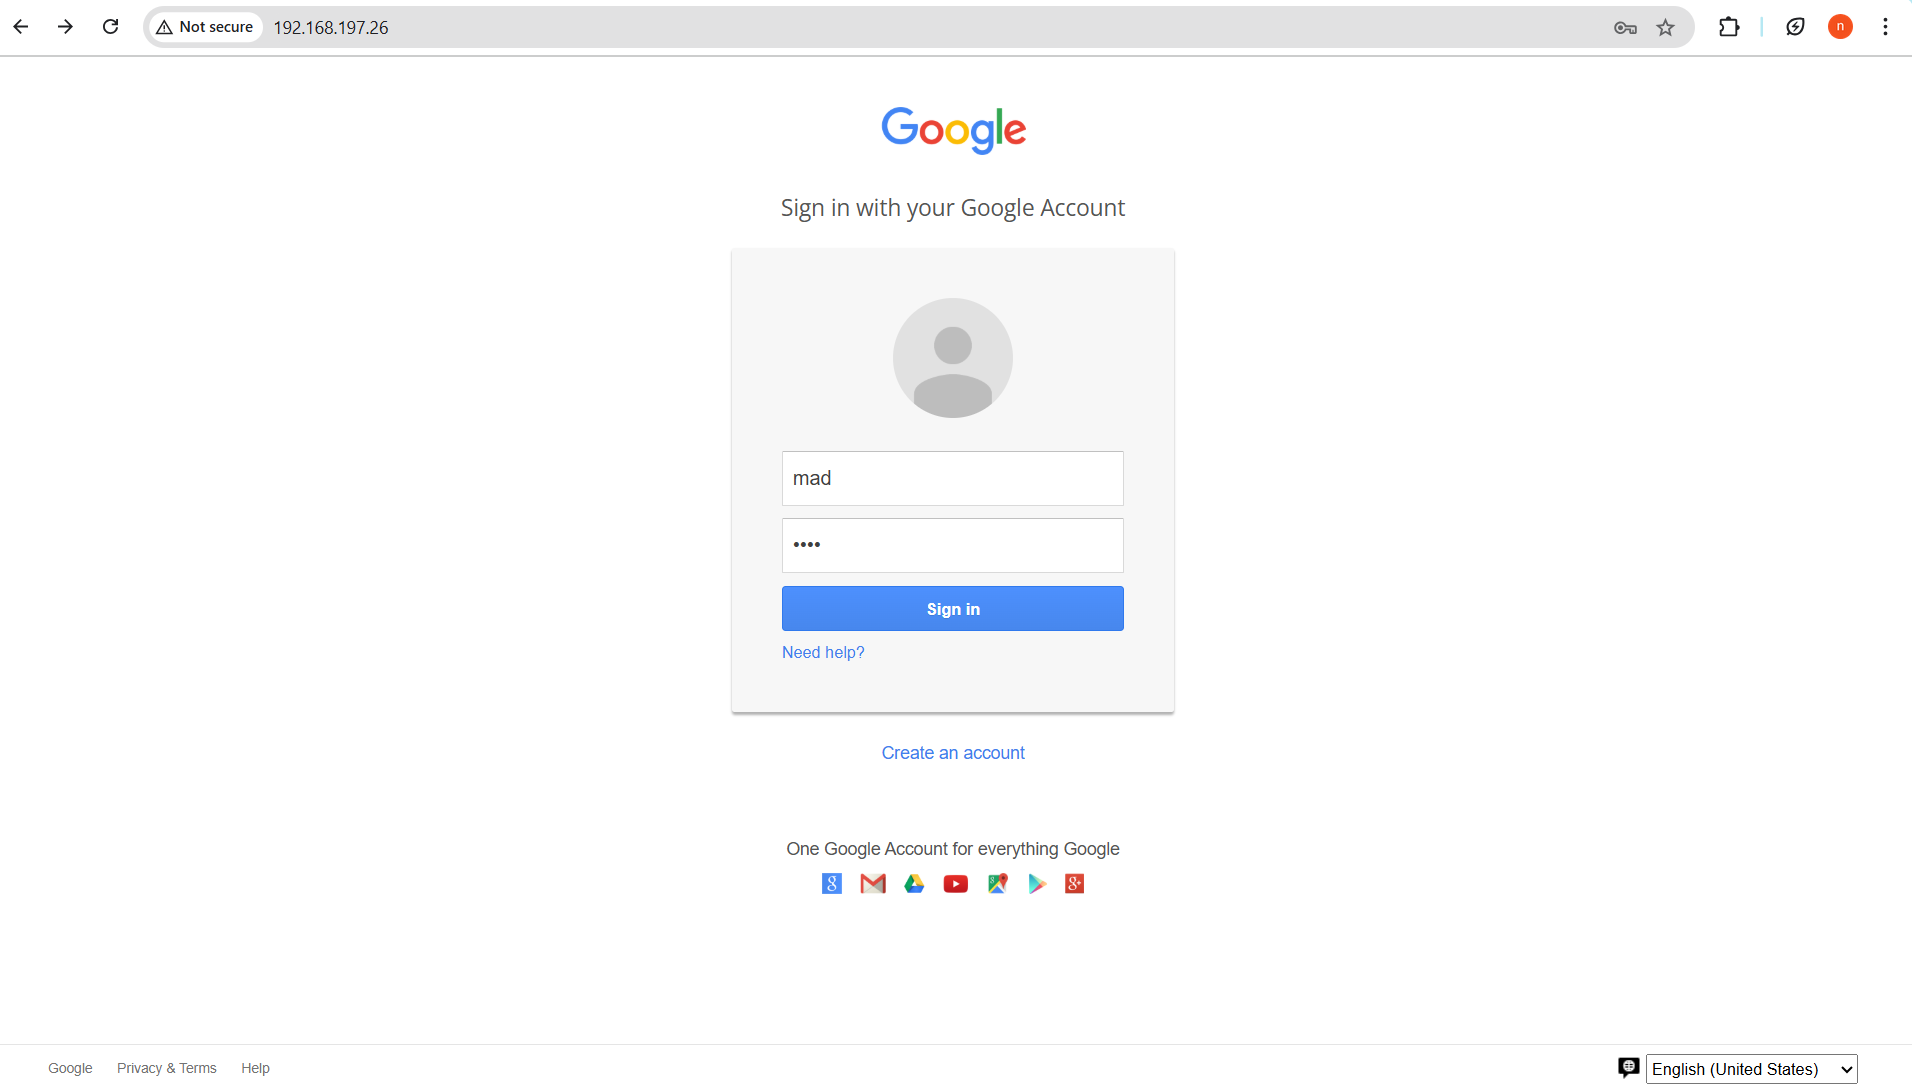 Not secure 192.168.197.26
n
Google
Sign in with your Google Account
mad
••••
Sign in
Need help?
Create an account
One Google Account for everything Google
Google Privacy & Terms Help English (United States)